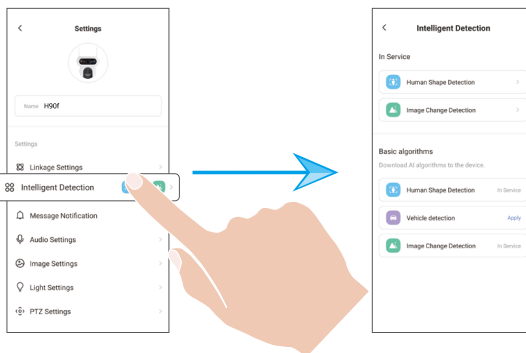 Settings
Name H90f
Settings
Linkage Settings
Intelligent Detection
Message Notification
Audio Settings
Image Settings
Light Settings
PTZ Settings
Intelligent Detection
In Service
Human Shape Detection
Image Change Detection
Basic algorithms
Download AI algorithms to the device.
Human Shape Detection In Service
Vehicle detection Apply
Image Change Detection In Service